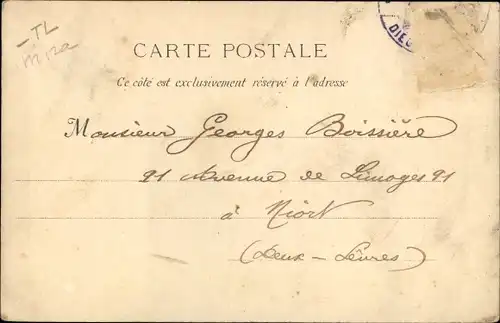 TL
DIÉG
CARTE POSTALE
Ce côté est exclusivement réservé à l'adresse
Monsieur Georges Boissière
91 Avenue de Limoges 91
à Niort
(Deux-Sèvres)